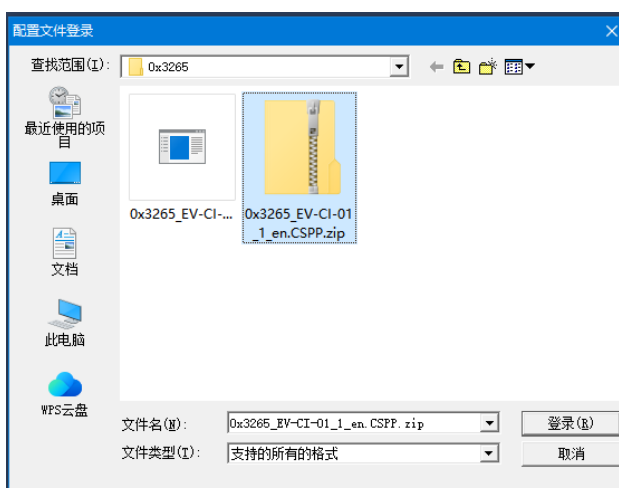 配置文件登录
查找范围(I):
0x3265
最近使用的项
目
桌面
文档
此电脑
WPS云盘
0x3265_EV-CI-...
0x3265_EV-CI-01
_1_en.CSPP.zip
文件名(N):
0x3265_EV-CI-01_1_en.CSPP.zip
登录(R)
文件类型(T):
支持的所有的格式
取消